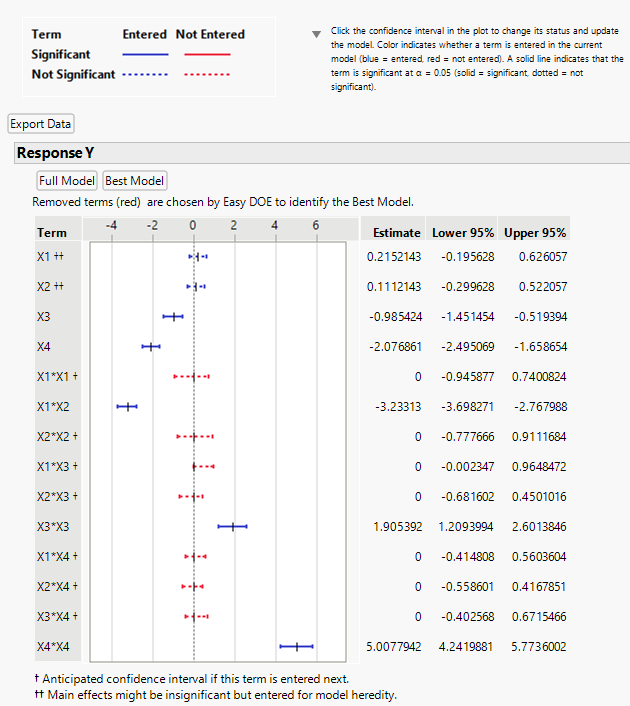 Term Entered Not Entered
Significant
Not Significant
Click the confidence interval in the plot to change its status and update
the model. Color indicates whether a term is entered in the current
model (blue = entered, red = not entered). A solid line indicates that the
term is significant at α = 0.05 (solid = significant, dotted = not
significant).
Export Data
Response Y
Full Model Best Model
Removed terms (red) are chosen by Easy DOE to identify the Best Model.
Term -4 -2 0 2 4 6 Estimate Lower 95% Upper 95%
X1 †† 0.2152143 -0.195628 0.626057
X2 †† 0.1112143 -0.299628 0.522057
X3 -0.985424 -1.451454 -0.519394
X4 -2.076861 -2.495069 -1.658654
X1*X1 † 0 -0.945877 0.7400824
X1*X2 -3.23313 -3.698271 -2.767988
X2*X2 † 0 -0.777666 0.9111684
X1*X3 † 0 -0.002347 0.9648472
X2*X3 † 0 -0.681602 0.4501016
X3*X3 1.905392 1.2093994 2.6013846
X1*X4 † 0 -0.414808 0.5603604
X2*X4 † 0 -0.558601 0.4167851
X3*X4 † 0 -0.402568 0.6715466
X4*X4 5.0077942 4.2419881 5.7736002
† Anticipated confidence interval if this term is entered next.
†† Main effects might be insignificant but entered for model heredity.